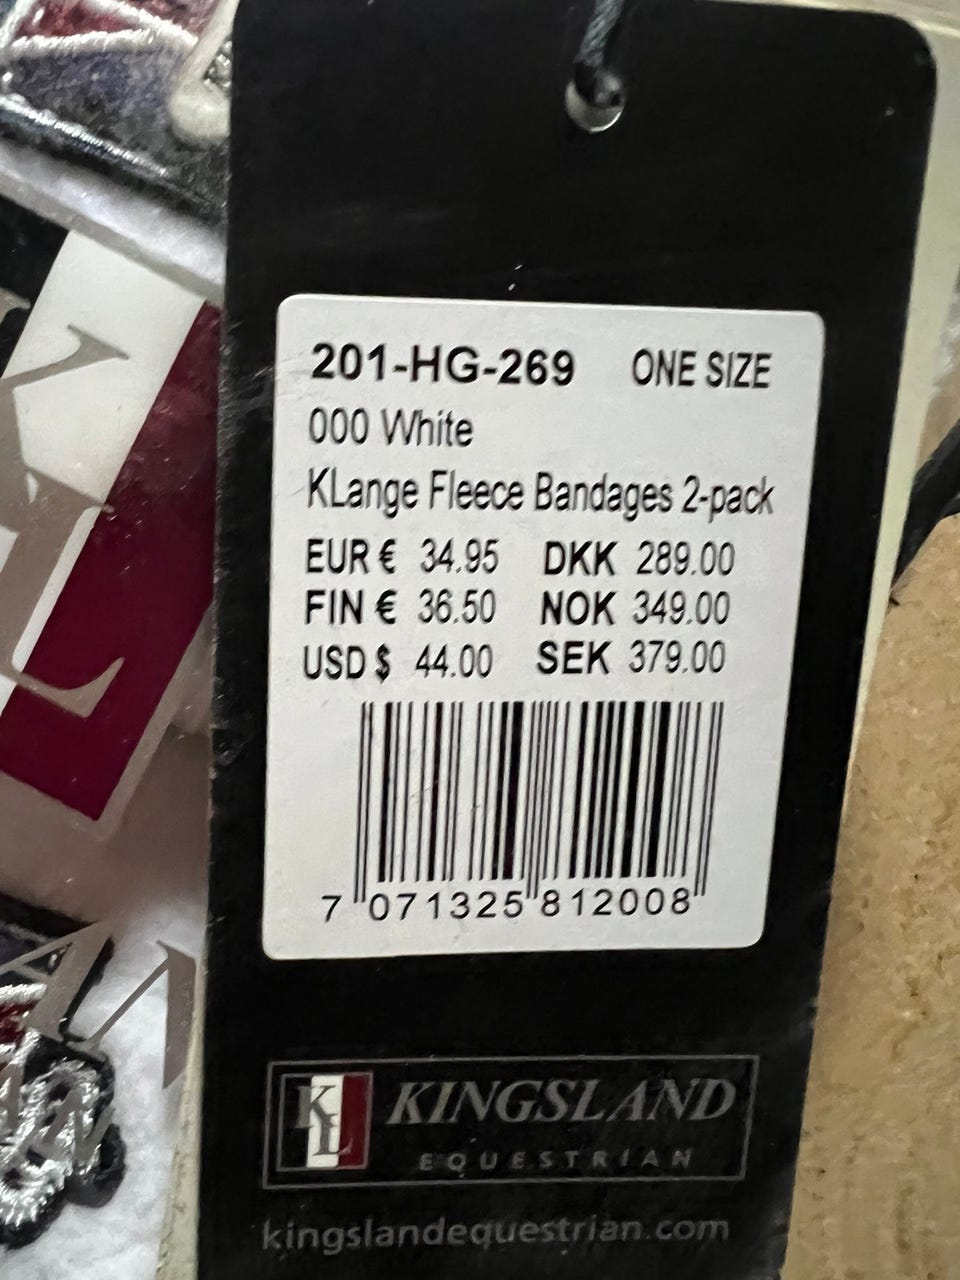 201-HG-269 ONE SIZE
000 White
KLange Fleece Bandages 2-pack
EUR € 34.95 DKK 289.00
FIN € 36.50 NOK 349.00
USD $ 44.00 SEK 379.00
7 071325 812008
KL KINGSLAND
EQUESTRIAN
kingslandequestrian.com